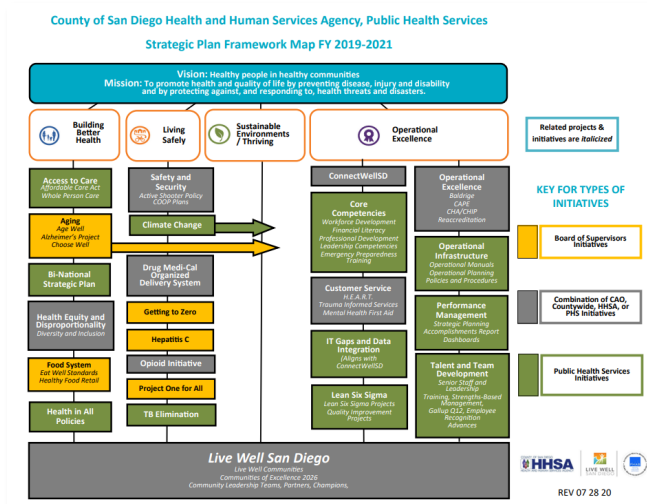 County of San Diego Health and Human Services Agency, Public Health Services
Strategic Plan Framework Map FY 2019-2021
Vision: Healthy people in healthy communities
Mission: To promote health and quality of life by preventing disease, injury and disability
and by protecting against, and responding to, health threats and disasters.
Building
Better
Health
Living
Safely
Sustainable
Environments
/ Thriving
Operational
Excellence
Related projects &
initiatives are italicized
Access to Care
Affordable Care Act
Whole Person Care
Aging
Age Well
Alzheimer's Project
Choose Well
Bi-National
Strategic Plan
Health Equity and
Disproportionality
Diversity and Inclusion
Food System
Eat Well Standards
Healthy Food Retail
Health in All
Policies
Safety and
Security
Active Shooter Policy
COOP Plans
Climate Change
Drug Medi-Cal
Organized
Delivery System
Getting to Zero
Hepatitis C
Opioid Initiative
Project One for All
TB Elimination
ConnectWellSD
Core
Competencies
Workforce Development
Financial Literacy
Professional Development
Leadership Competencies
Emergency Preparedness
Training
Customer Service
H.E.A.R.T.
Trauma Informed Services
Mental Health First Aid
IT Gaps and Data
Integration
(Aligns with
ConnectWellSD
Lean Six Sigma
Lean Six Sigma Projects
Quality Improvement
Projects
Operational
Excellence
Baldrige
CAPE
CHA/CHIP
Reaccreditation
Operational
Infrastructure
Operational Manuals
Operational Planning
Policies and Procedures
Performance
Management
Strategic Planning
Accomplishments Report
Dashboards
Talent and Team
Development
Senior Staff and
Leadership
Training, Strengths-Based
Management,
Gallup Q12, Employee
Recognition
Advances
KEY FOR TYPES OF
INITIATIVES
Board of Supervisors
Initiatives
Combination of CAO,
Countywide, HHSA, or
PHS Initiatives
Public Health Services
Initiatives
Live Well San Diego
Live Well Communities
Communities of Excellence 2026
Community Leadership Teams, Partners, Champions,
HHSA
LIVE WELL
SAN DIEGO
REV 07 28 20